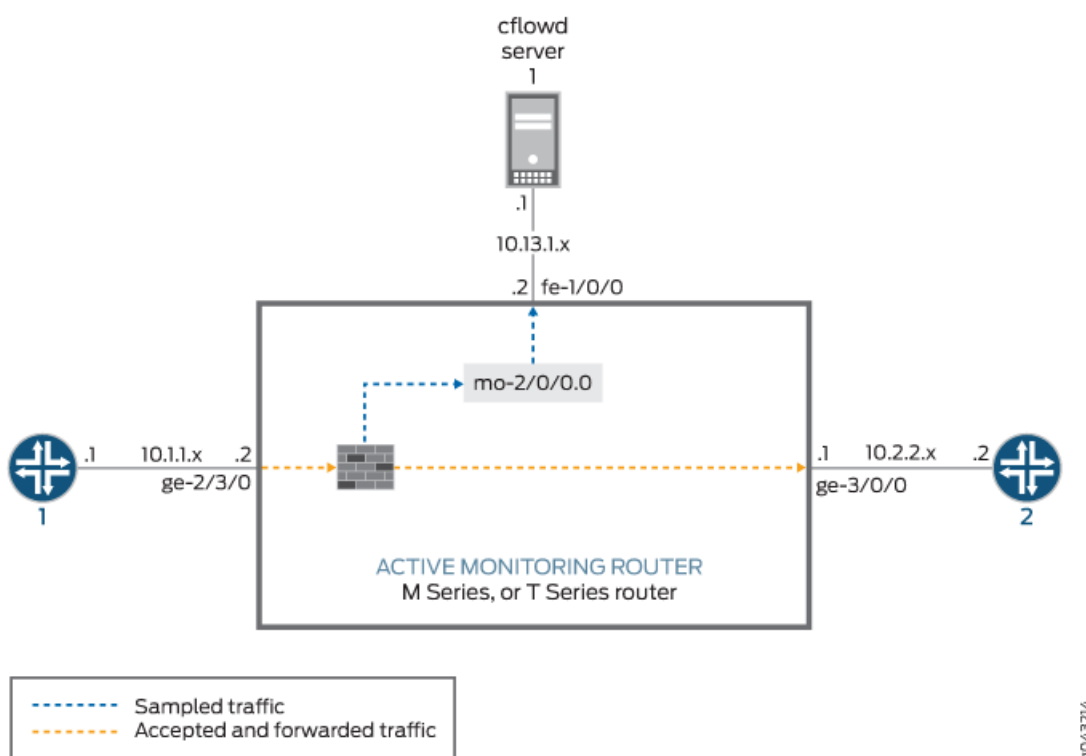 cflowd
server
1
.1
10.13.1.x
.2 fe-1/0/0
mo-2/0/0.0
.1 10.1.1.x .2
ge-2/3/0
1
.1 10.2.2.x .2
ge-3/0/0
2
ACTIVE MONITORING ROUTER
M Series, or T Series router
Sampled traffic
Accepted and forwarded traffic